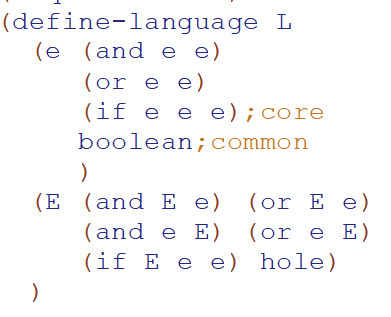 (define-language L
(e (and e e)
(or e e)
(if e e e);core
boolean;common
)
(E (and E e) (or E e)
(and e E) (or e E)
(if E e e) hole)
)